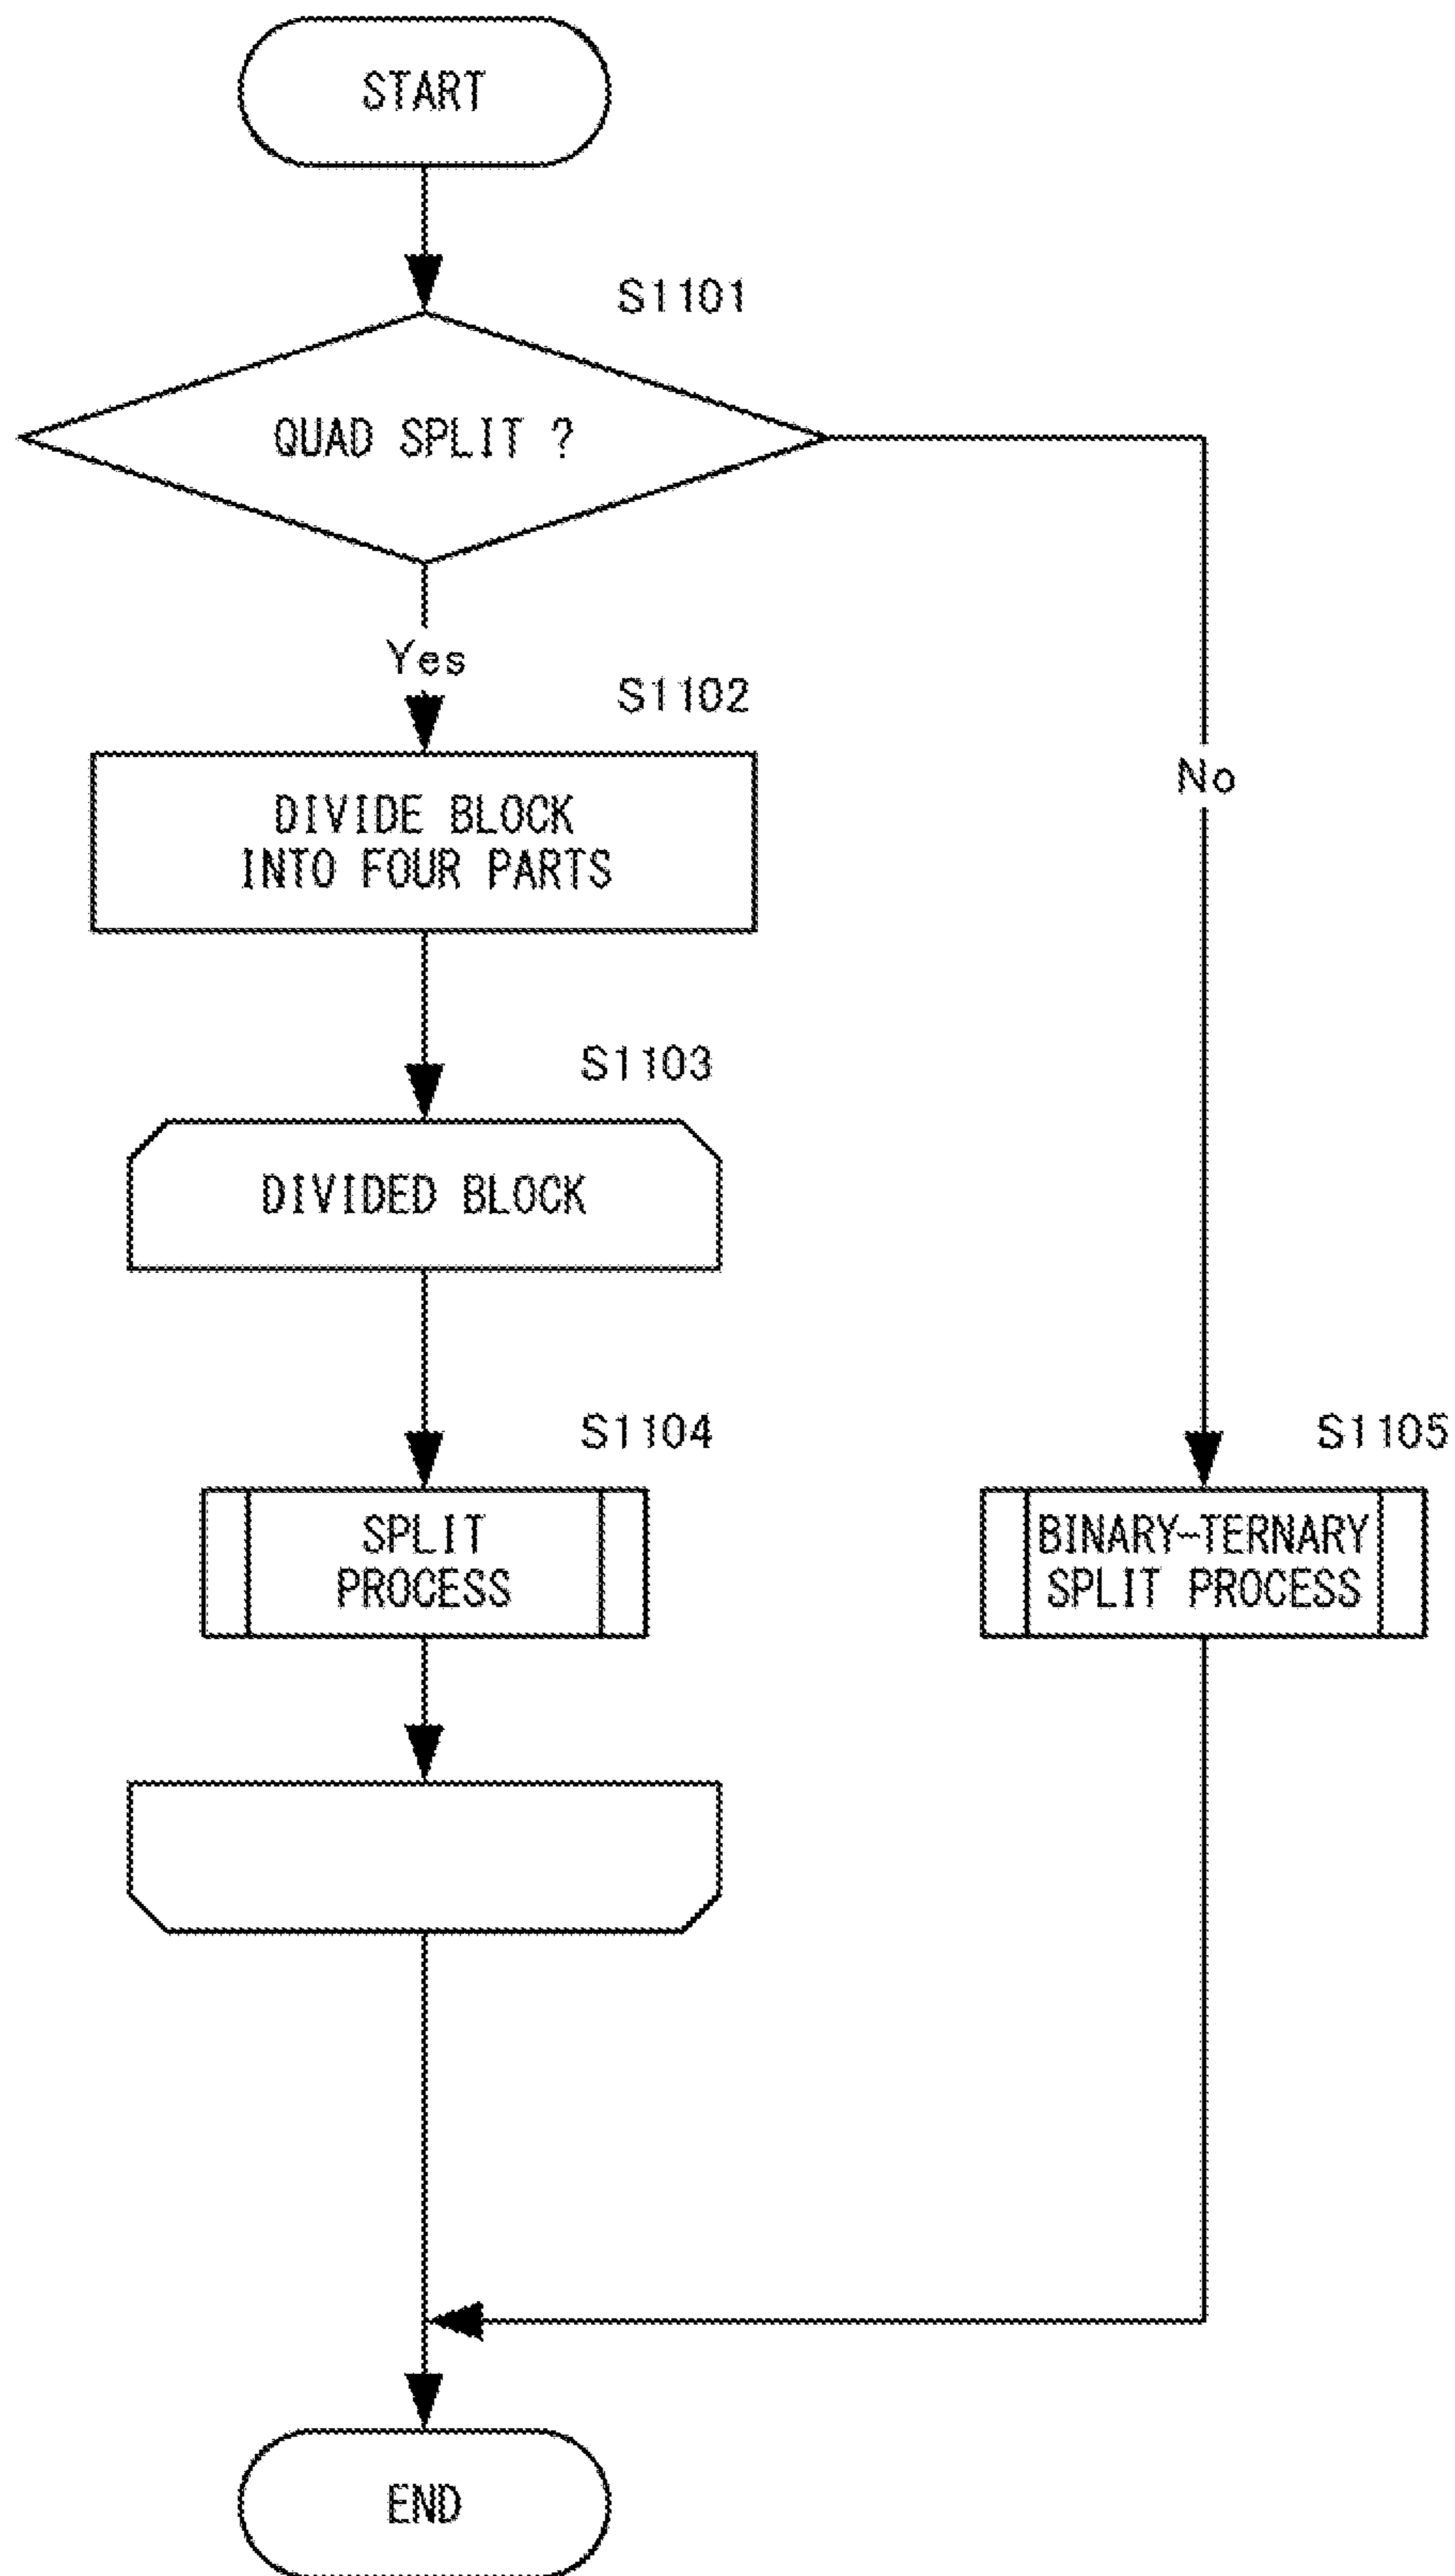 START
S1101
QUAD SPLIT ?
Yes
S1102
No
DIVIDE BLOCK
INTO FOUR PARTS
S1103
DIVIDED BLOCK
S1104
S1105
SPLIT
PROCESS
BINARY-TERNARY
SPLIT PROCESS
END